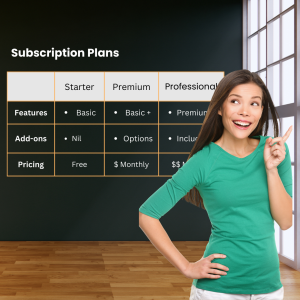 Subscription Plans
Starter Premium Professional
Features • Basic • Basic + • Premium
Add-ons • Nil • Options
Pricing Free $ Monthly $$